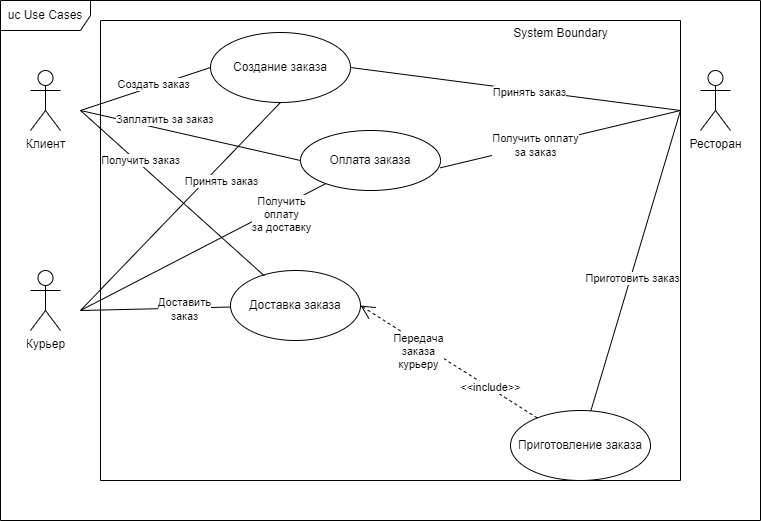 uc Use Cases
System Boundary
Создание заказа
Создать заказ
Принять заказ
Заплатить за заказ
Клиент
Ресторан
Получить оплату
за заказ
Оплата заказа
Получить заказ
Принять заказ
Получить
оплату
за доставку
Приготовить заказ
Доставить
заказ
Доставка заказа
Курьер
Передача
заказа
курьеру
<<include>>
Приготовление заказа